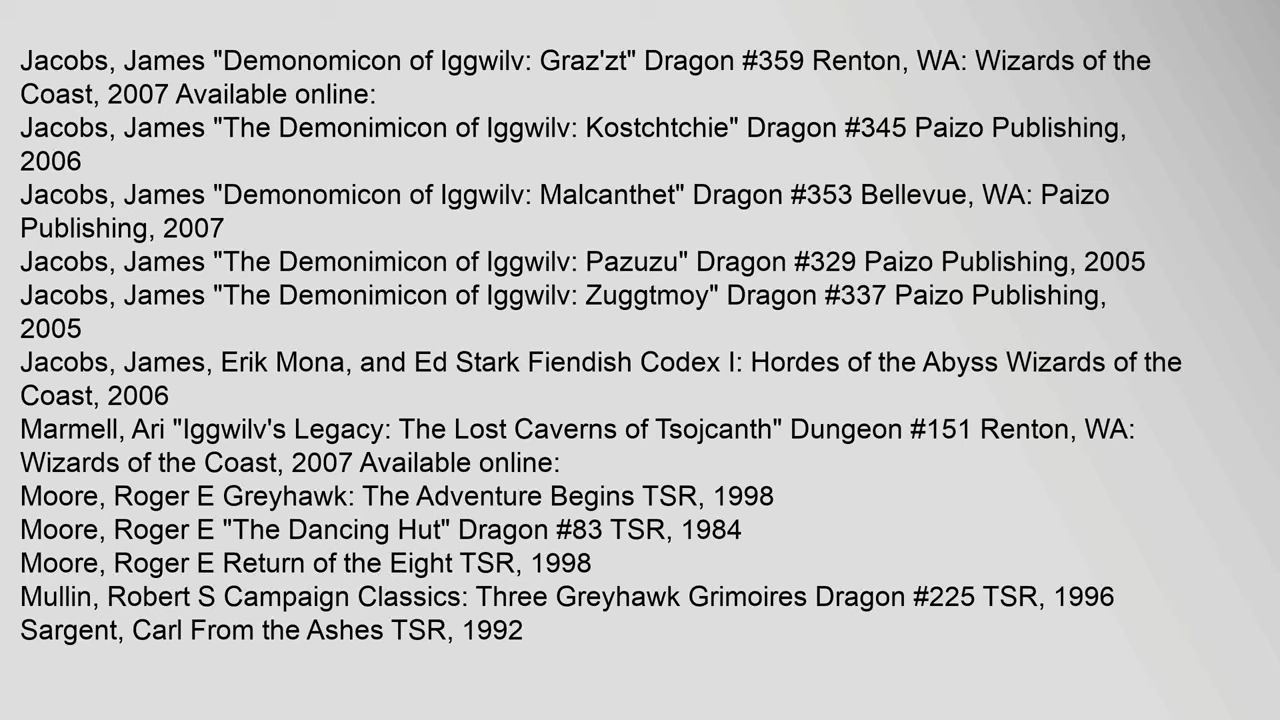 Jacobs, James "Demonomicon of Iggwilv: Graz'zt" Dragon #359 Renton, WA: Wizards of the
Coast, 2007 Available online:
Jacobs, James "The Demonimicon of Iggwilv: Kostchtchie" Dragon #345 Paizo Publishing,
2006
Jacobs, James "Demonomicon of Iggwilv: Malcanthet" Dragon #353 Bellevue, WA: Paizo
Publishing, 2007
Jacobs, James "The Demonimicon of Iggwilv: Pazuzu" Dragon #329 Paizo Publishing, 2005
Jacobs, James "The Demonimicon of Iggwilv: Zuggtmoy" Dragon #337 Paizo Publishing,
2005
Jacobs, James, Erik Mona, and Ed Stark Fiendish Codex I: Hordes of the Abyss Wizards of the
Coast, 2006
Marmell, Ari "Iggwilv's Legacy: The Lost Caverns of Tsojcanth" Dungeon #151 Renton, WA:
Wizards of the Coast, 2007 Available online:
Moore, Roger E Greyhawk: The Adventure Begins TSR, 1998
Moore, Roger E "The Dancing Hut" Dragon #83 TSR, 1984
Moore, Roger E Return of the Eight TSR, 1998
Mullin, Robert S Campaign Classics: Three Greyhawk Grimoires Dragon #225 TSR, 1996
Sargent, Carl From the Ashes TSR, 1992